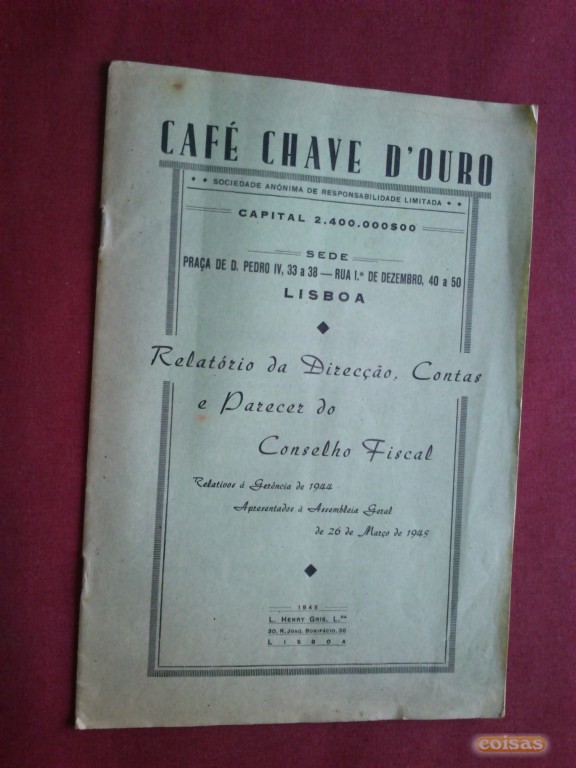 CAFÉ CHAVE D'OURO
SOCIEDADE ANÓNIMA DE RESPONSABILIDADE LIMITADA
CAPITAL 2.400.000$00
SEDE
PRAÇA DE D. PEDRO IV, 33 a 38 — RUA 1.º DE DEZEMBRO, 40 a 50
LISBOA
Relatório da Direcção, Contas
e Parecer do
Conselho Fiscal
Relativos á Gerência de 1944
Apresentados à Assembleia Geral
de 26 de Março de 1945
1945
L. HENRY GRIS, L.DA
30, R. JOAQ. BONIFÁCIO, 36
LISBOA
coisas